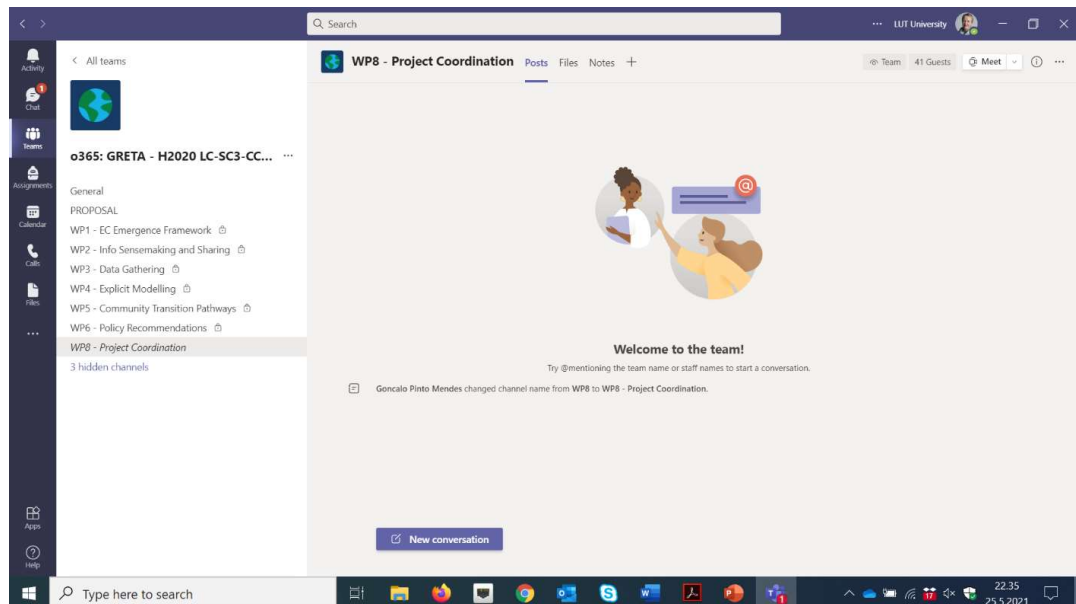 Search
LUT University
Activity
Chat
1
Teams
Assignments
Calendar
Calls
Files
Apps
Help
All teams
o365: GRETA - H2020 LC-SC3-CC...
General
PROPOSAL
WP1 - EC Emergence Framework
WP2 - Info Sensemaking and Sharing
WP3 - Data Gathering
WP4 - Explicit Modelling
WP5 - Community Transition Pathways
WP6 - Policy Recommendations
WP8 - Project Coordination
3 hidden channels
WP8 - Project Coordination Posts Files Notes +
Team 41 Guests Meet
@
Welcome to the team!
Try @mentioning the team name or staff names to start a conversation.
Goncalo Pinto Mendes changed channel name from WP8 to WP8 - Project Coordination.
New conversation
Type here to search
17
22.35
25.5.2021